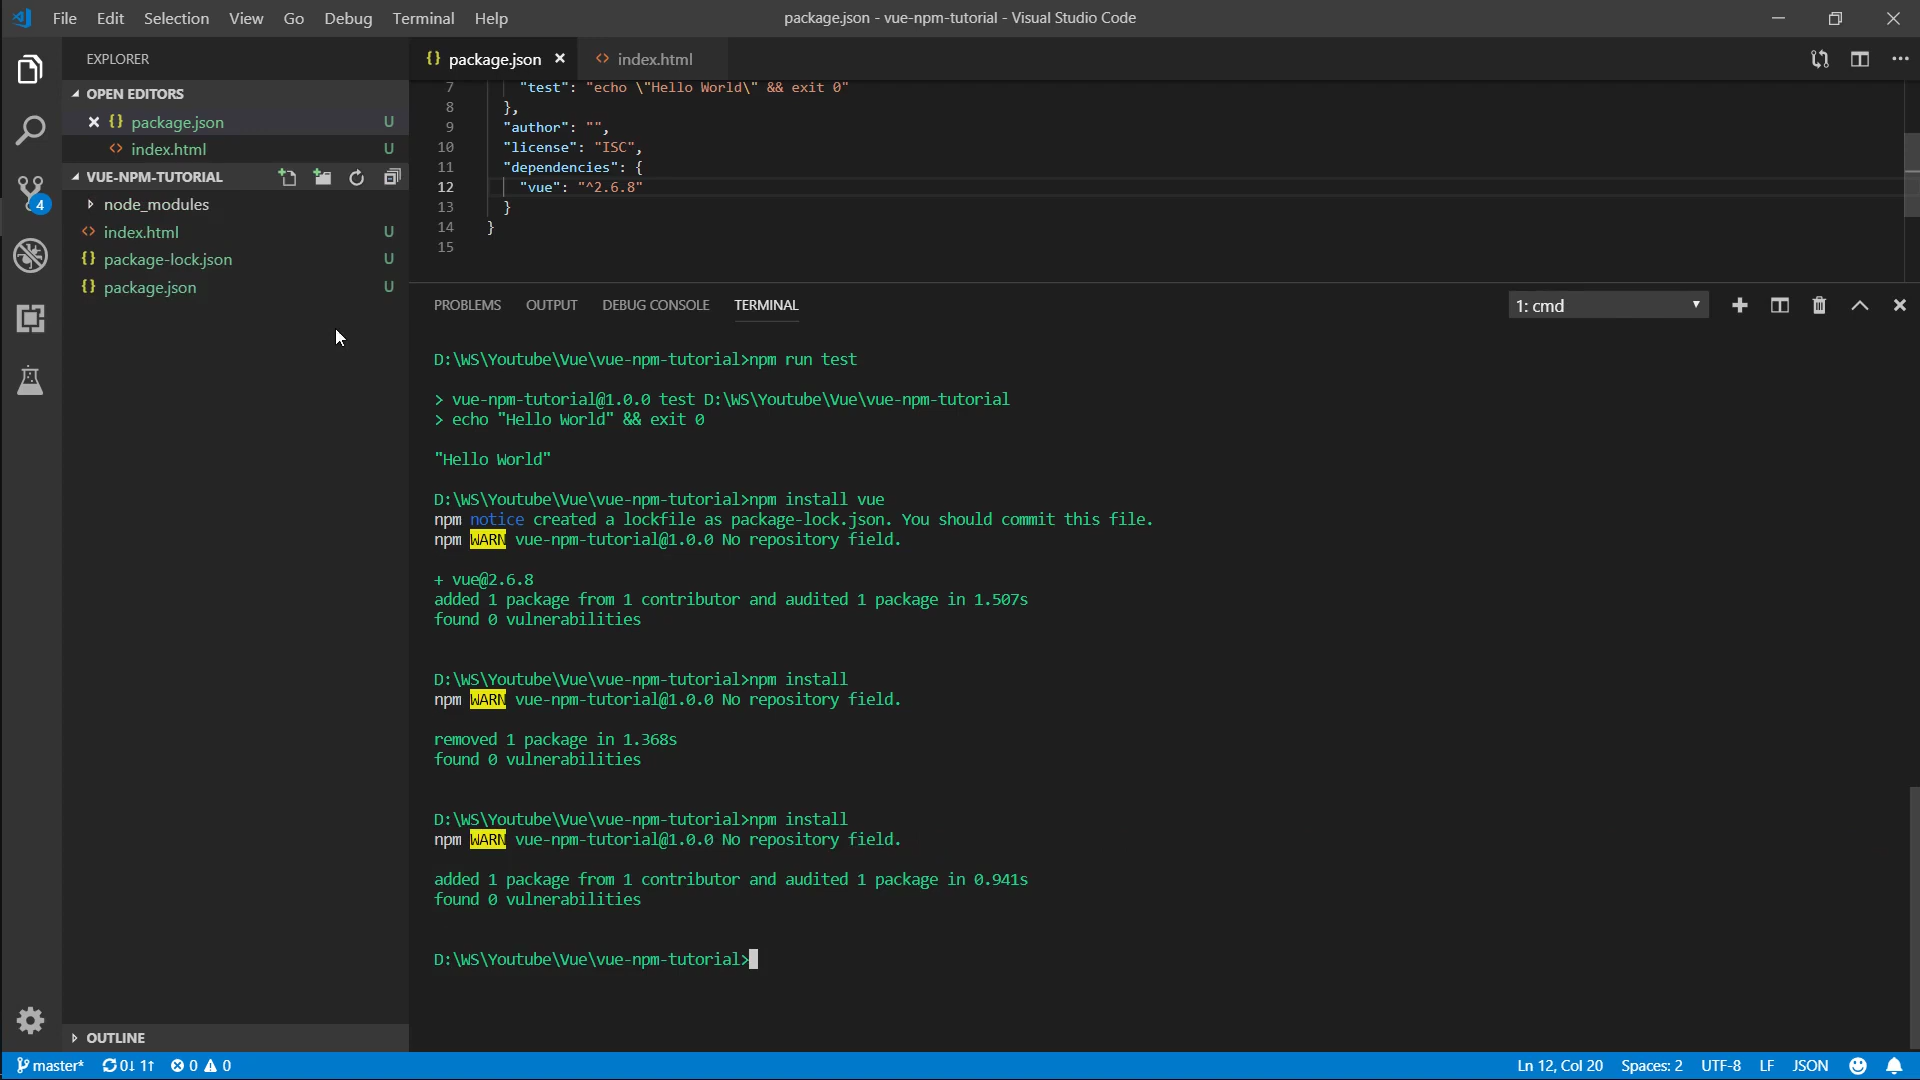 File Edit Selection View Go Debug Terminal Help
package.json - vue-npm-tutorial - Visual Studio Code
EXPLORER
OPEN EDITORS
{} package.json U
<> index.html U
VUE-NPM-TUTORIAL
node_modules
<> index.html U
{} package-lock.json U
{} package.json U
4
OUTLINE
{} package.json <> index.html
7 "test": "echo \"Hello World\" && exit 0"
8 },
9 "author": "",
10 "license": "ISC",
11 "dependencies": {
12 "vue": "^2.6.8"
13 }
14 }
15
PROBLEMS OUTPUT DEBUG CONSOLE TERMINAL 1: cmd
D:\WS\Youtube\Vue\vue-npm-tutorial>npm run test
> vue-npm-tutorial@1.0.0 test D:\WS\Youtube\Vue\vue-npm-tutorial
> echo "Hello World" && exit 0
"Hello World"
D:\WS\Youtube\Vue\vue-npm-tutorial>npm install vue
npm notice created a lockfile as package-lock.json. You should commit this file.
npm WARN vue-npm-tutorial@1.0.0 No repository field.
+ vue@2.6.8
added 1 package from 1 contributor and audited 1 package in 1.507s
found 0 vulnerabilities
D:\WS\Youtube\Vue\vue-npm-tutorial>npm install
npm WARN vue-npm-tutorial@1.0.0 No repository field.
removed 1 package in 1.368s
found 0 vulnerabilities
D:\WS\Youtube\Vue\vue-npm-tutorial>npm install
npm WARN vue-npm-tutorial@1.0.0 No repository field.
added 1 package from 1 contributor and audited 1 package in 0.941s
found 0 vulnerabilities
D:\WS\Youtube\Vue\vue-npm-tutorial>
master* 0↓ 1↑ 0 0 Ln 12, Col 20 Spaces: 2 UTF-8 LF JSON